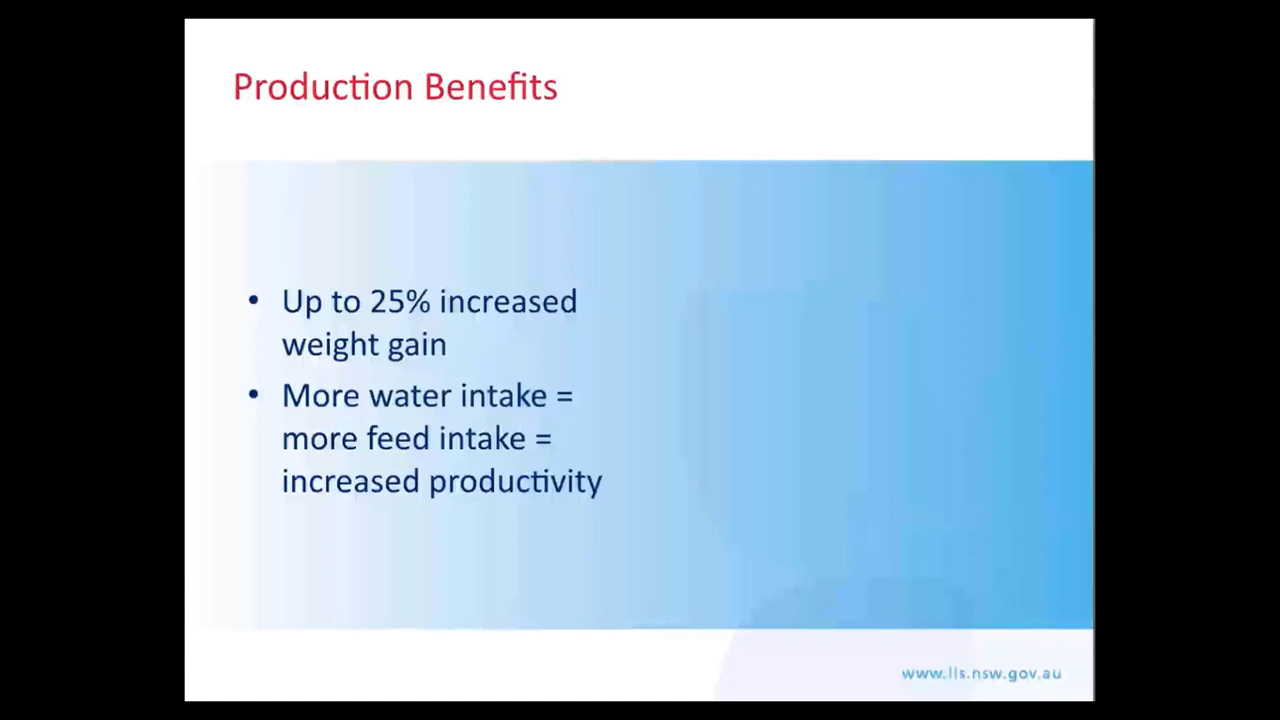 Production Benefits
• Up to 25% increased
weight gain
• More water intake =
more feed intake =
increased productivity
www.lls.nsw.gov.au